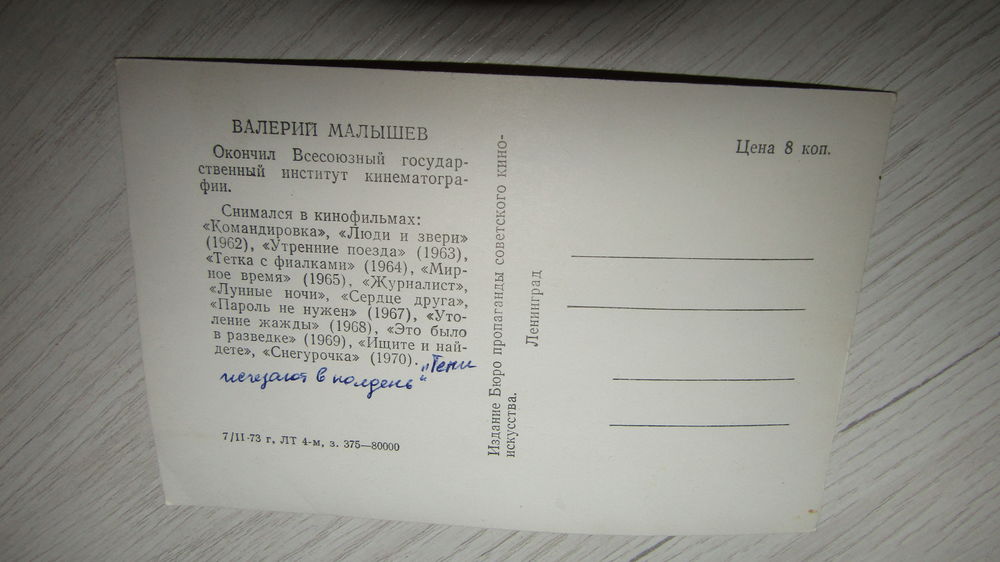 ВАЛЕРИЙ МАЛЫШЕВ
Окончил Всесоюзный государ-
ственный институт кинематогра-
фии.
Снимался в кинофильмах:
«Командировка», «Люди и звери»
(1962), «Утренние поезда» (1963),
«Тетка с фиалками» (1964), «Мир-
ное время» (1965), «Журналист»,
«Лунные ночи», «Сердце друга»,
«Пароль не нужен» (1967), «Уто-
ление жажды» (1968), «Это было
в разведке» (1969), «Ищите и най-
дете», «Снегурочка» (1970). „Тени
исчезают в полдень“
7/II-73 г, ЛТ 4-м, з. 375—80000
Издание Бюро пропаганды советского кино-
искусства.
Ленинград
Цена 8 коп.